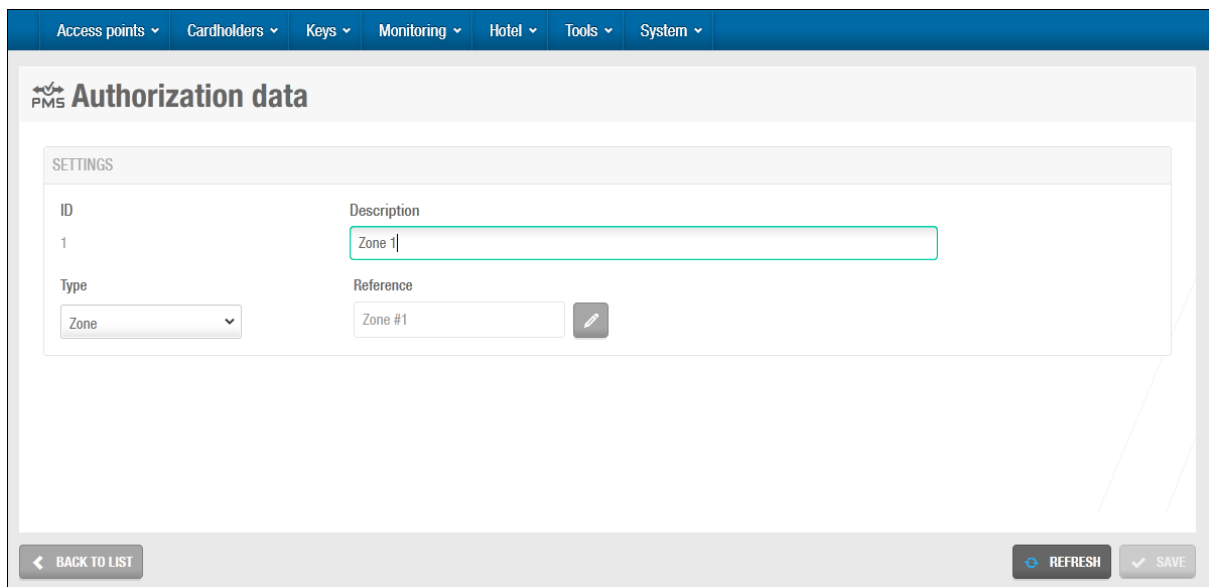 Access points Cardholders Keys Monitoring Hotel Tools System
PMS Authorization data
SETTINGS
ID Description
1 Zone 1
Type Reference
Zone Zone #1
BACK TO LIST REFRESH SAVE